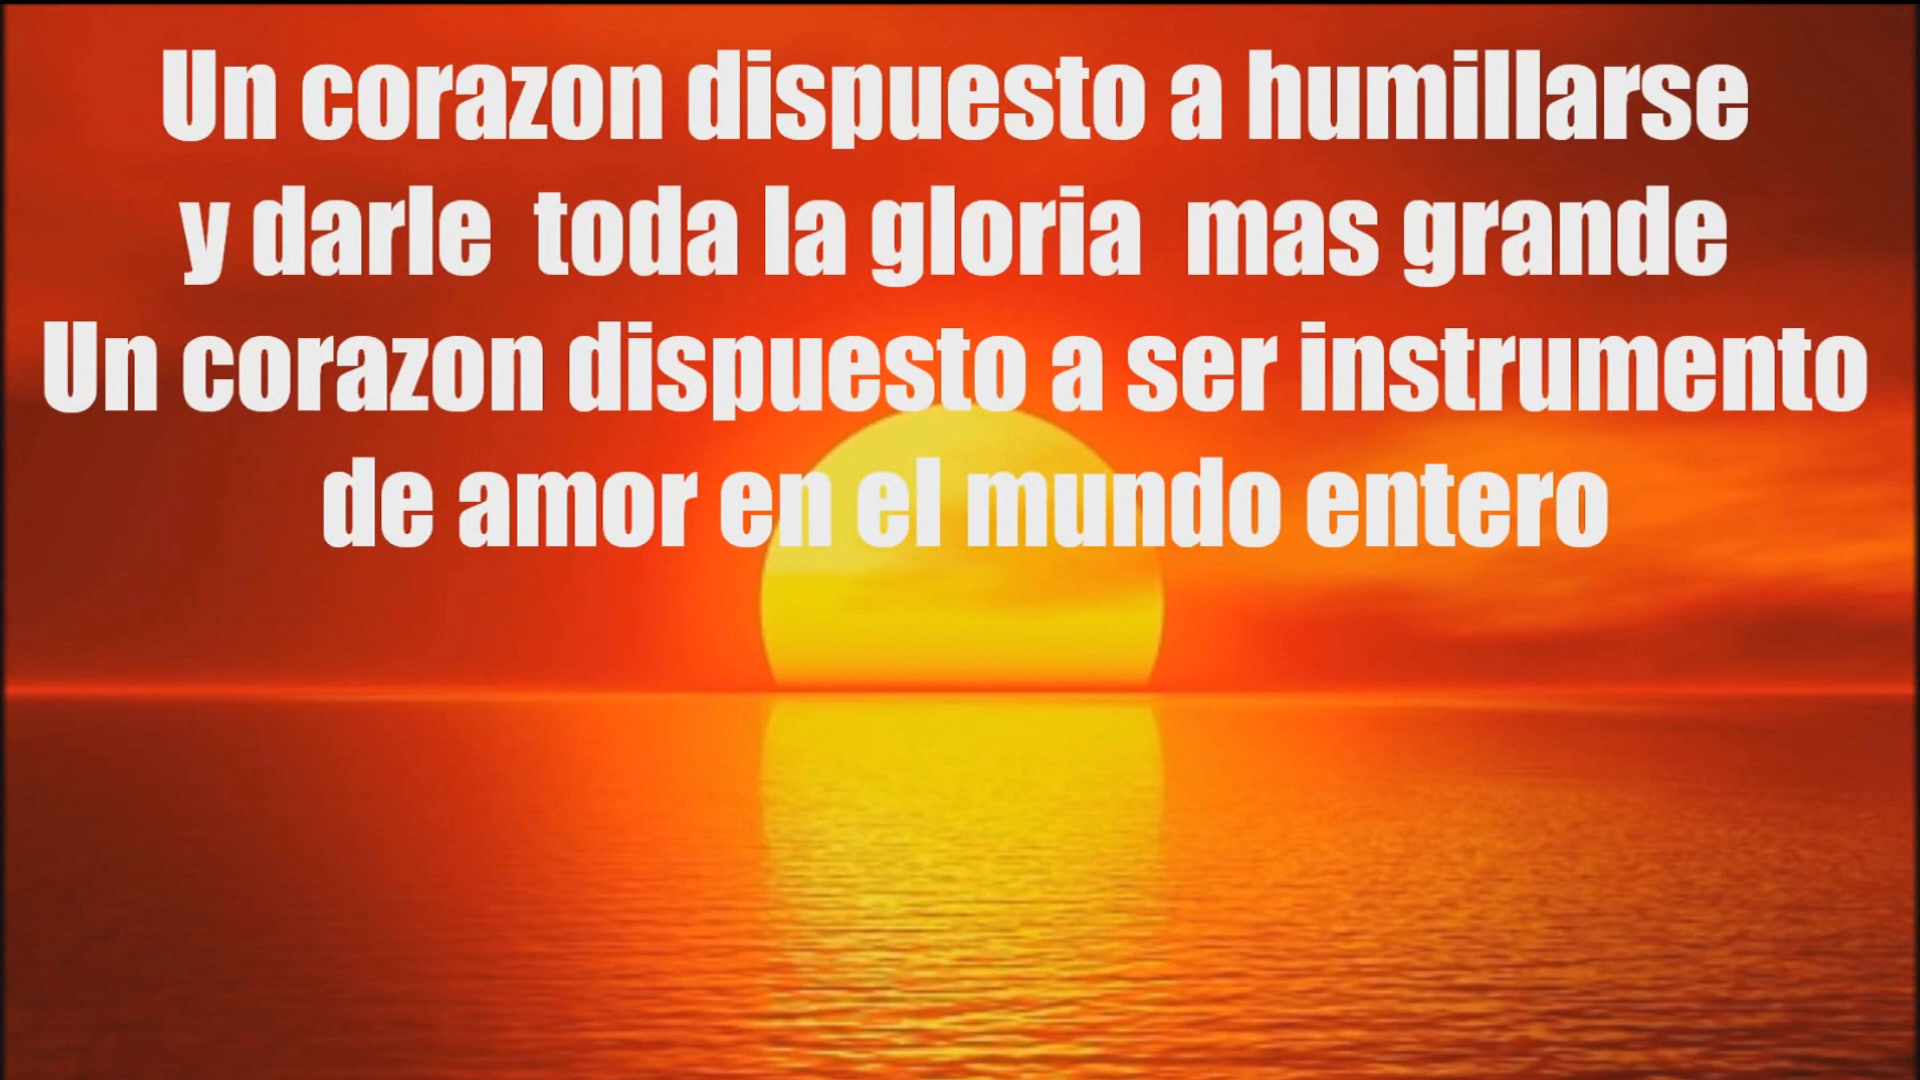 Un corazon dispuesto a humillarse
y darle  toda la gloria  mas grande
Un corazon dispuesto a ser instrumento
de amor en el mundo entero